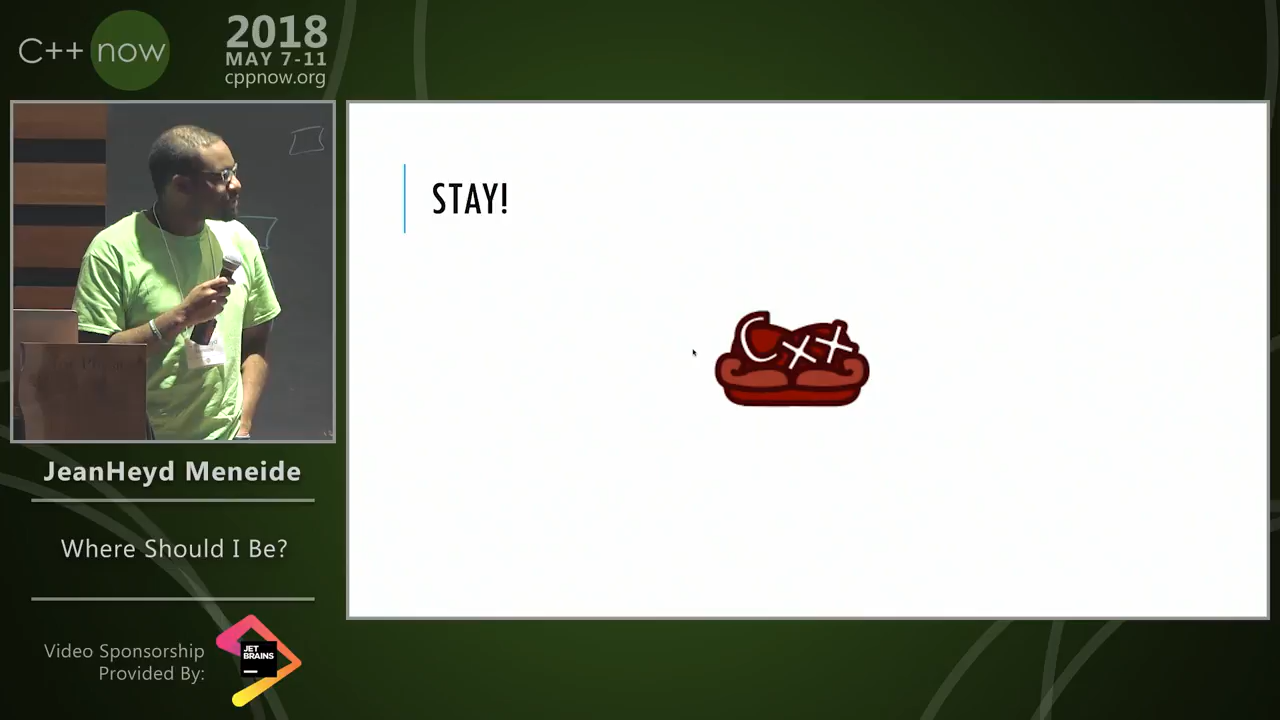 C++ now
2018
MAY 7-11
cppnow.org
STAY!
Cxx
JeanHeyd Meneide
Where Should I Be?
Video Sponsorship
Provided By:
JET
BRAINS